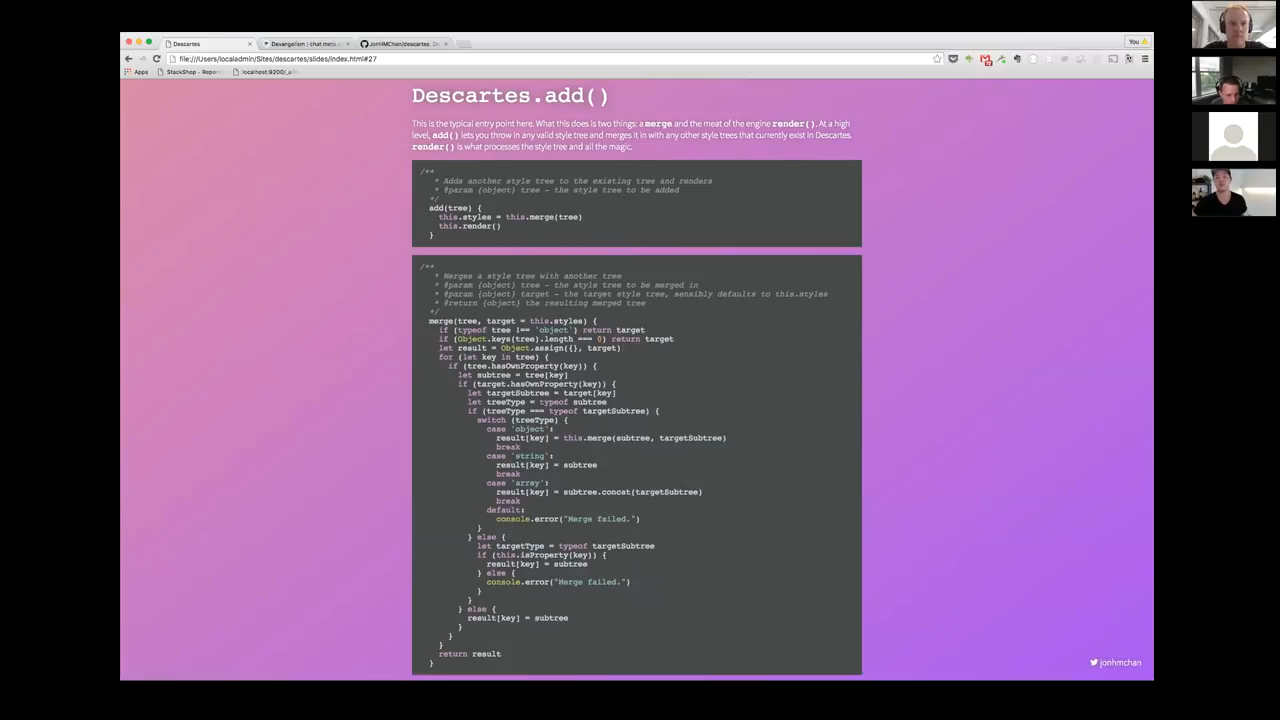 Descartes
Devangelism | chat.meta.
JonHMChan/descartes: De
You
file:///Users/localadmin/Sites/descartes/slides/index.html#27
Apps
StackShop - Repor
localhost:9200/_a
Descartes.add()
This is the typical entry point here. What this does is two things: a merge and the meat of the engine render(). At a high
level, add() lets you throw in any valid style tree and merges it in with any other style trees that currently exist in Descartes.
render() is what processes the style tree and all the magic.
/**
* Adds another style tree to the existing tree and renders
* @param {object} tree - the style tree to be added
*/
add(tree) {
this.styles = this.merge(tree)
this.render()
}
/**
* Merges a style tree with another tree
* @param {object} tree - the style tree to be merged in
* @param {object} target - the target style tree, sensibly defaults to this.styles
* @return {object} the resulting merged tree
*/
merge(tree, target = this.styles) {
if (typeof tree !== 'object') return target
if (Object.keys(tree).length === 0) return target
let result = Object.assign({}, target)
for (let key in tree) {
if (tree.hasOwnProperty(key)) {
let subtree = tree[key]
if (target.hasOwnProperty(key)) {
let targetSubtree = target[key]
let treeType = typeof subtree
if (treeType === typeof targetSubtree) {
switch (treeType) {
case 'object':
result[key] = this.merge(subtree, targetSubtree)
break
case 'string':
result[key] = subtree
break
case 'array':
result[key] = subtree.concat(targetSubtree)
break
default:
console.error("Merge failed.")
}
} else {
let targetType = typeof targetSubtree
if (this.isProperty(key)) {
result[key] = subtree
} else {
console.error("Merge failed.")
}
}
} else {
result[key] = subtree
}
}
}
return result
}
jonhmchan